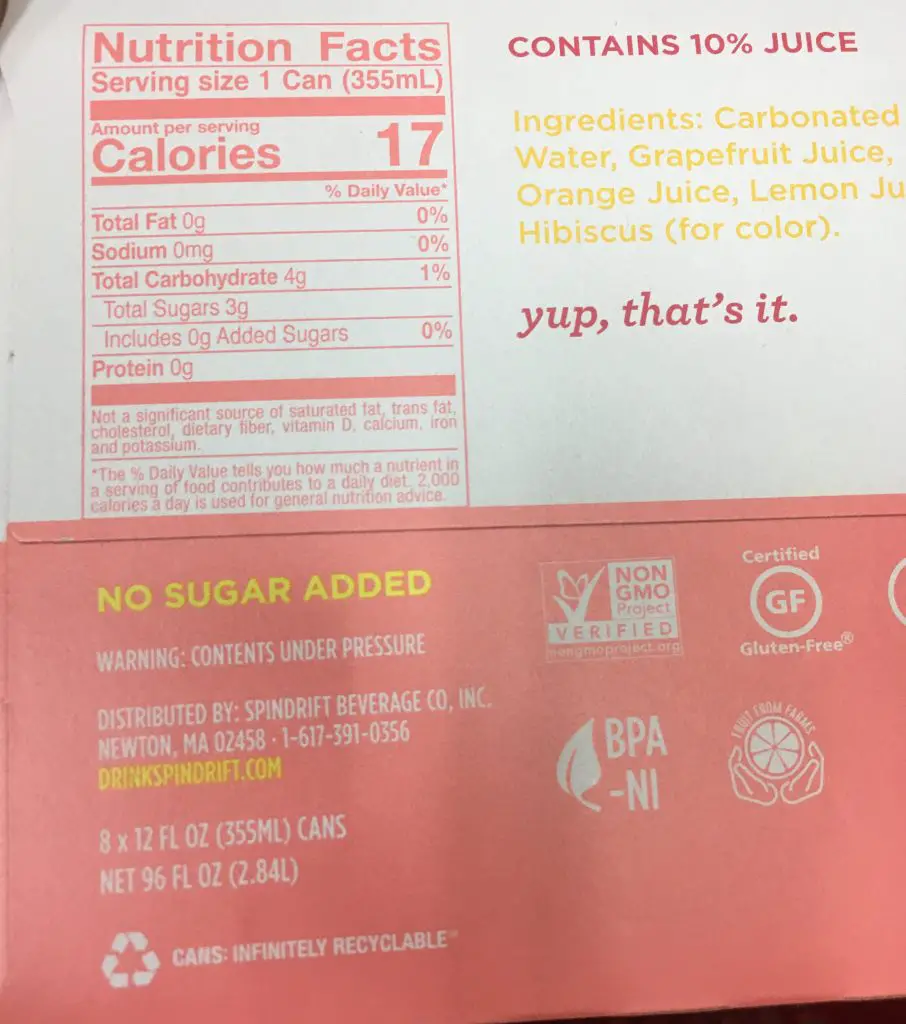 Nutrition Facts
Serving size 1 Can (355mL)
Amount per serving
Calories 17
% Daily Value*
Total Fat 0g 0%
Sodium 0mg 0%
Total Carbohydrate 4g 1%
Total Sugars 3g
Includes 0g Added Sugars 0%
Protein 0g
Not a significant source of saturated fat, trans fat,
cholesterol, dietary fiber, vitamin D, calcium, iron
and potassium.
*The % Daily Value tells you how much a nutrient in
a serving of food contributes to a daily diet. 2,000
calories a day is used for general nutrition advice.
CONTAINS 10% JUICE
Ingredients: Carbonated
Water, Grapefruit Juice,
Orange Juice, Lemon Ju
Hibiscus (for color).
yup, that's it.
NO SUGAR ADDED
WARNING: CONTENTS UNDER PRESSURE
DISTRIBUTED BY: SPINDRIFT BEVERAGE CO, INC.
NEWTON, MA 02458 · 1-617-391-0356
DRINKSPINDRIFT.COM
8 x 12 FL OZ (355ML) CANS
NET 96 FL OZ (2.84L)
CANS: INFINITELY RECYCLABLE™
NON
GMO
Project
VERIFIED
nongmoproject.org
Certified
GF
Gluten-Free®
BPA
-NI
FRUIT FROM FARMS